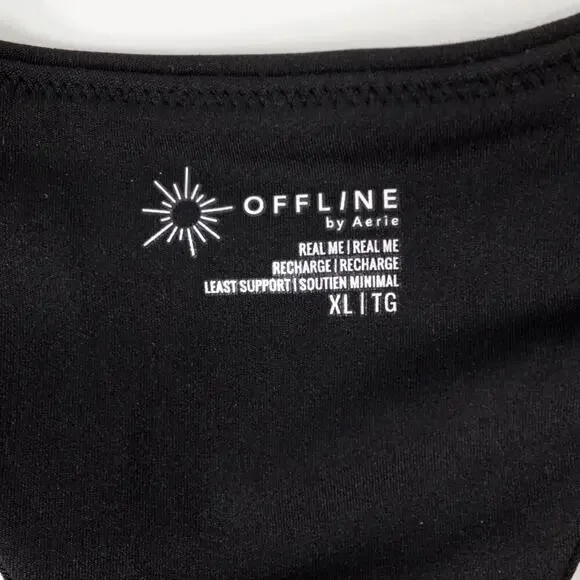 OFFLINE
by Aerie
REAL ME | REAL ME
RECHARGE | RECHARGE
LEAST SUPPORT | SOUTIEN MINIMAL
XL | TG